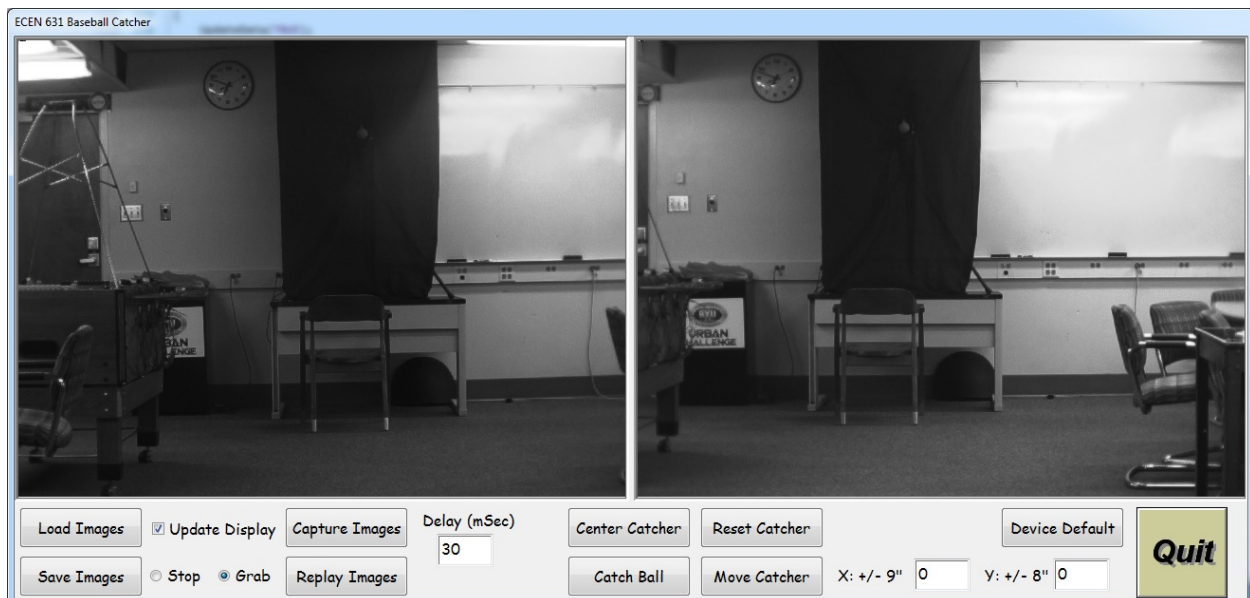 ECEN 631 Baseball Catcher
BYU
URBAN
CHALLENGE
BYU
URBAN
CHALLENGE
Load Images
Update Display
Capture Images
Delay (mSec)
30
Center Catcher
Reset Catcher
Device Default
Quit
Save Images
Stop
Grab
Replay Images
Catch Ball
Move Catcher
X: +/- 9"
0
Y: +/- 8"
0